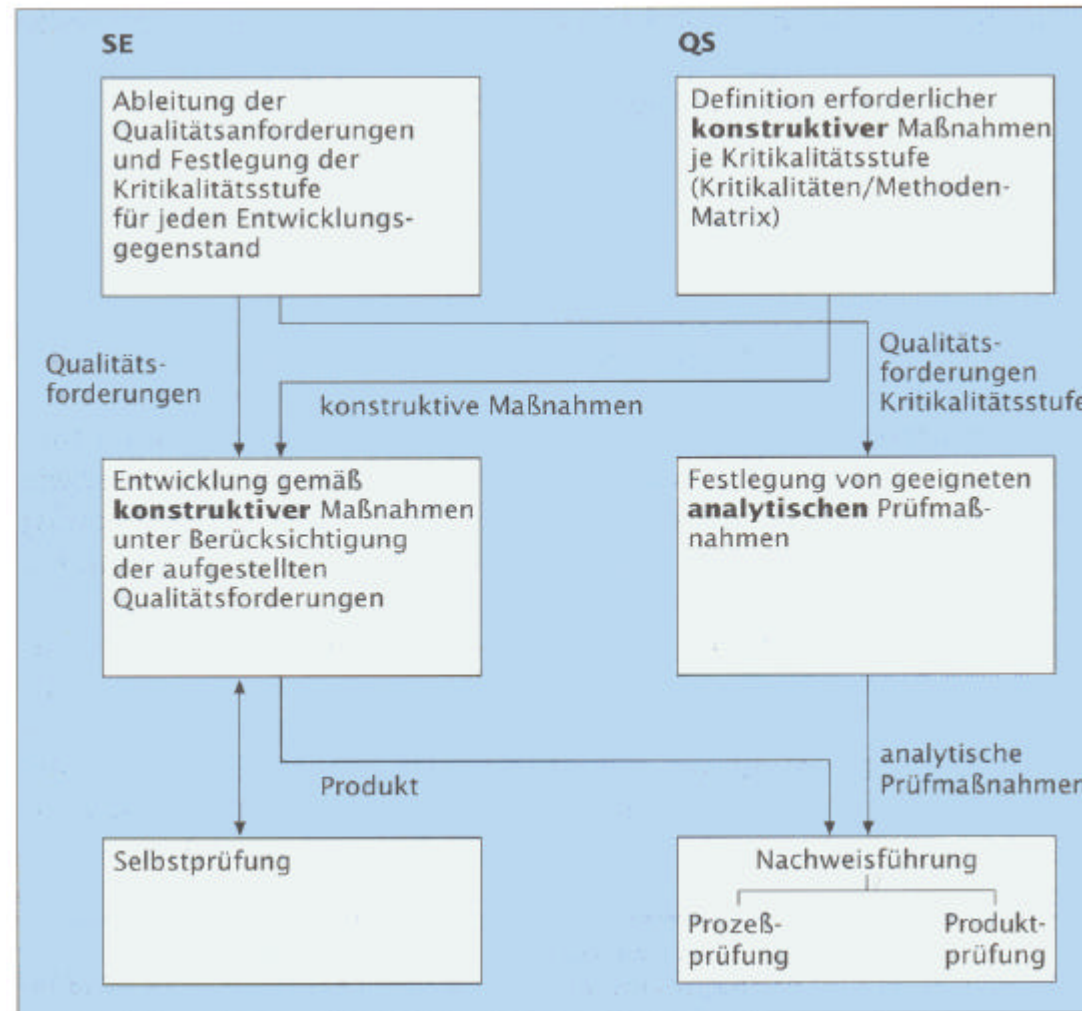 SE
QS
Ableitung der
Qualitätsanforderungen
und Festlegung der
Kritikalitätsstufe
für jeden Entwicklungs-
gegenstand
Definition erforderlicher
konstruktiver Maßnahmen
je Kritikalitätsstufe
(Kritikalitäten/Methoden-
Matrix)
Qualitäts-
forderungen
konstruktive Maßnahmen
Qualitäts-
forderungen
Kritikalitätsstufe
Entwicklung gemäß
konstruktiver Maßnahmen
unter Berücksichtigung
der aufgestellten
Qualitätsforderungen
Festlegung von geeigneten
analytischen Prüfmaß-
nahmen
Produkt
analytische
Prüfmaßnahmen
Selbstprüfung
Nachweisführung
Prozeß-
prüfung
Produkt-
prüfung